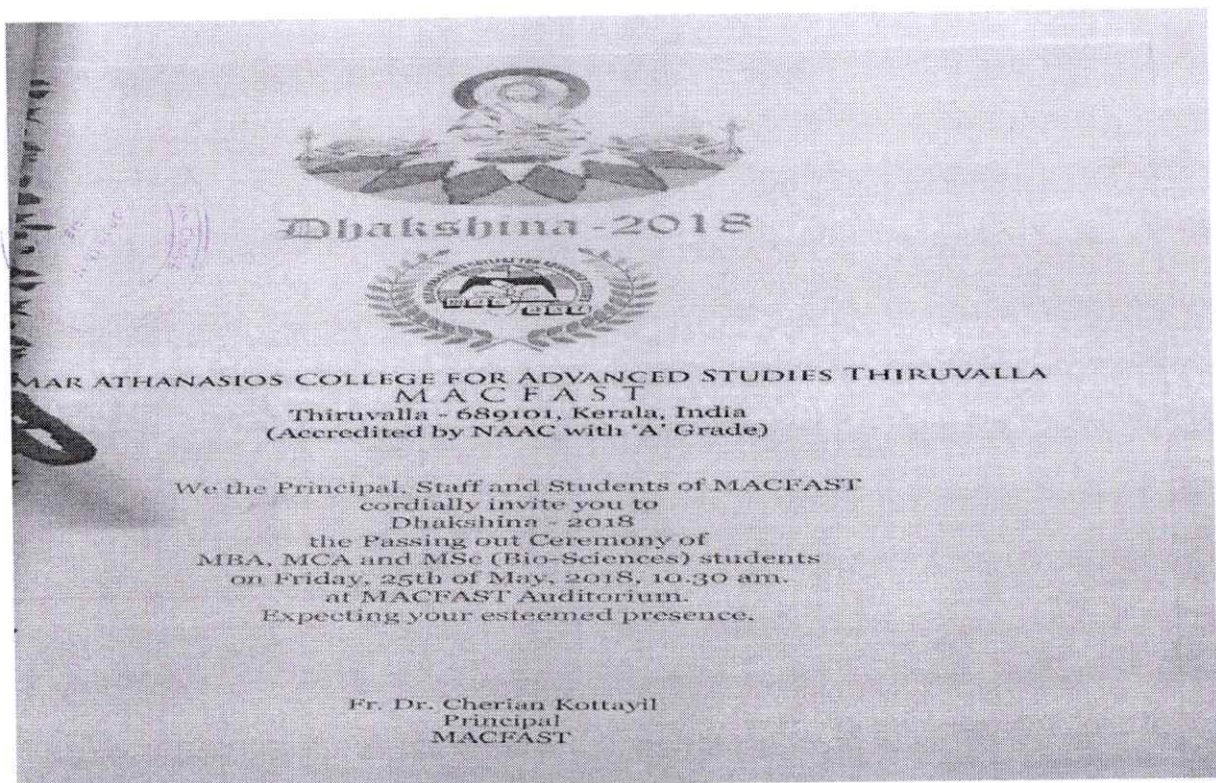 Dhakshina - 2018
MAR ATHANASIOS COLLEGE FOR ADVANCED STUDIES THIRUVALLA
MACFAST
Thiruvalla - 689101, Kerala, India
(Accredited by NAAC with 'A' Grade)
We the Principal, Staff and Students of MACFAST
cordially invite you to
Dhakshina - 2018
the Passing out Ceremony of
MBA, MCA and MSc (Bio-Sciences) students
on Friday, 25th of May, 2018, 10.30 am.
at MACFAST Auditorium.
Expecting your esteemed presence.
Fr. Dr. Cherian Kottayil
Principal
MACFAST